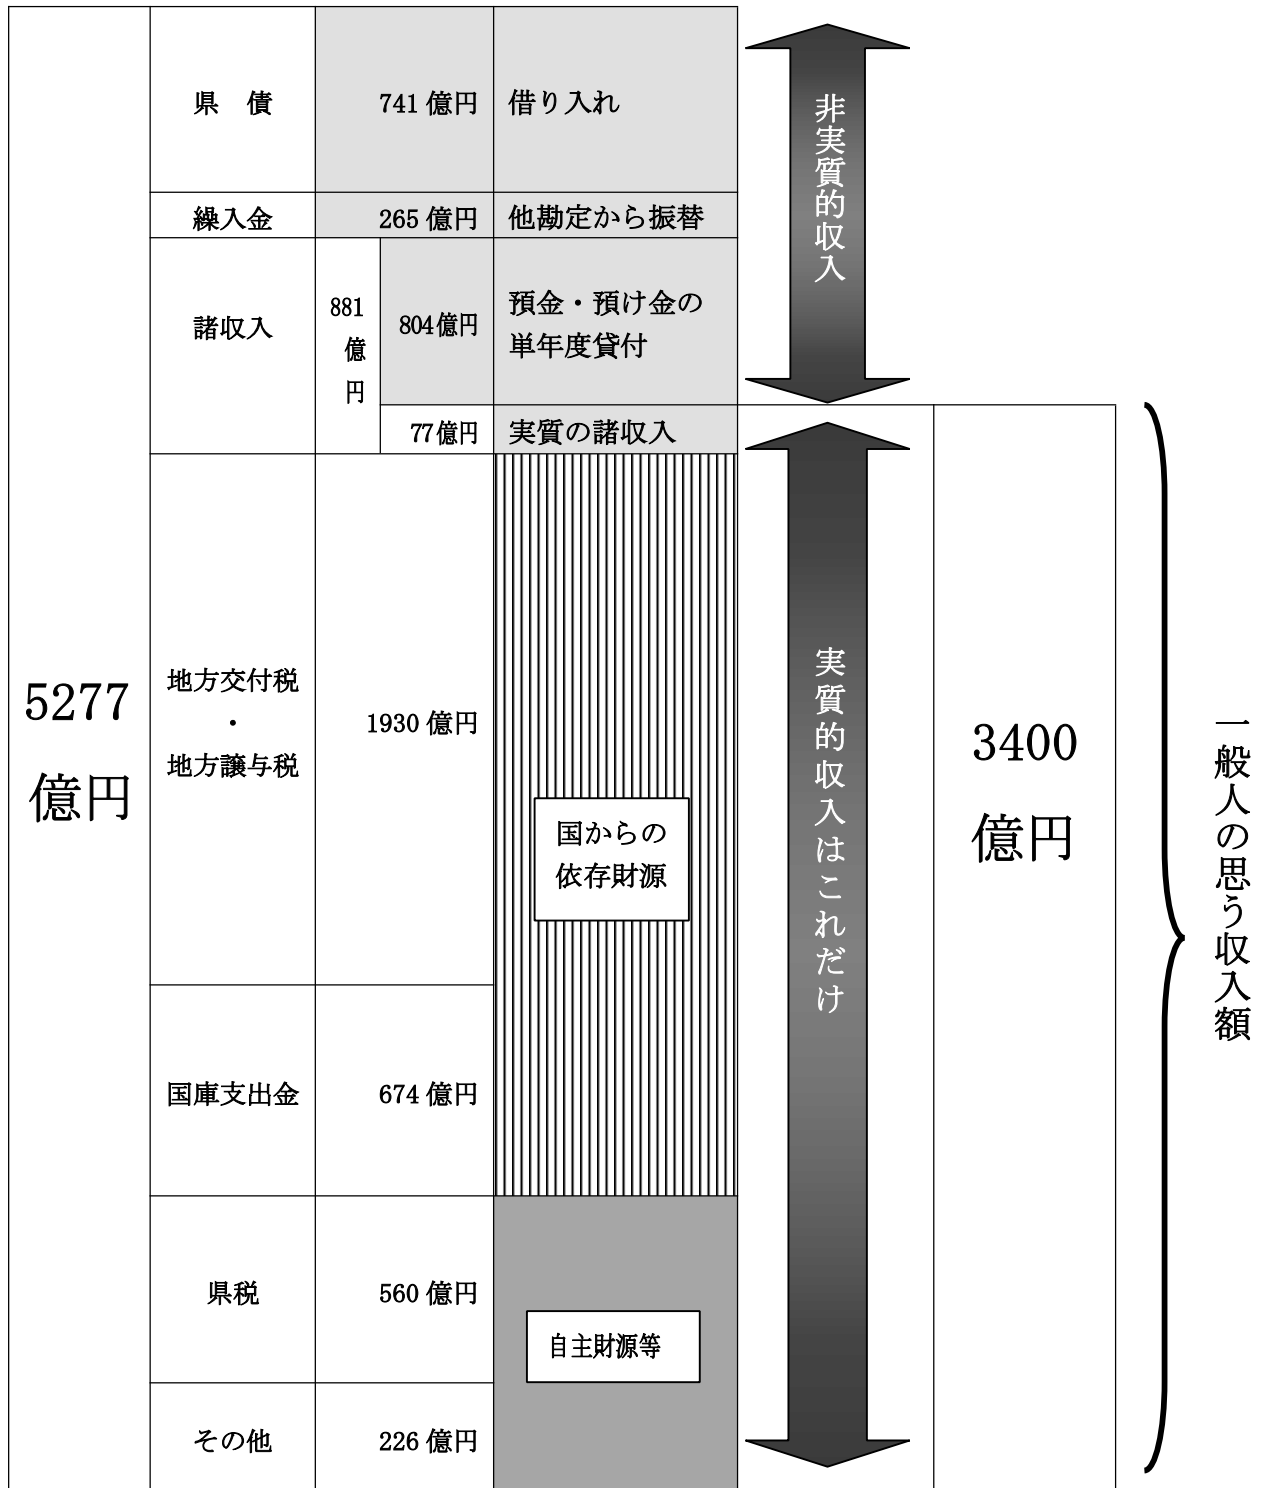 5277
億円
県　債
741 億円
借り入れ
繰入金
265 億円
他勘定から振替
諸収入
881
億
円
804億円
預金・預け金の
単年度貸付
77億円
実質の諸収入
地方交付税
・
地方譲与税
1930 億円
国からの
依存財源
国庫支出金
674 億円
県税
560 億円
自主財源等
その他
226 億円
非実質的収入
実質的収入はこれだけ
3400
億円
一般人の思う収入額